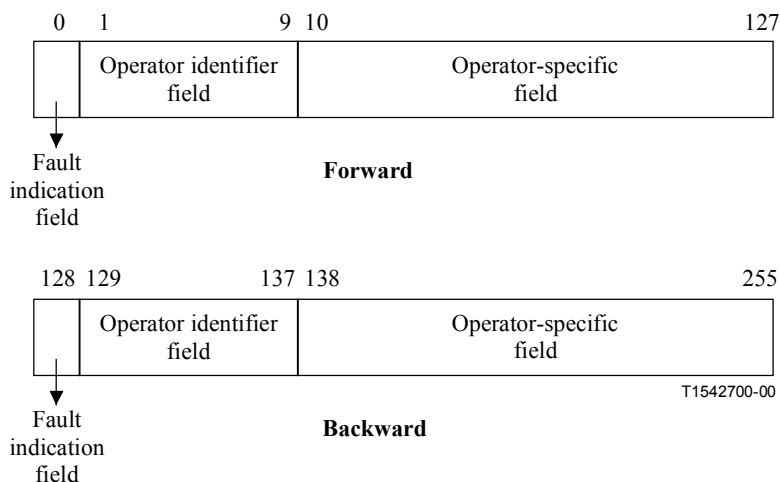 0 1 9 10 127
Operator identifier
field
Operator-specific
field
Fault
indication
field
Forward
128 129 137 138 255
Operator identifier
field
Operator-specific
field
T1542700-00
Fault
indication
field
Backward